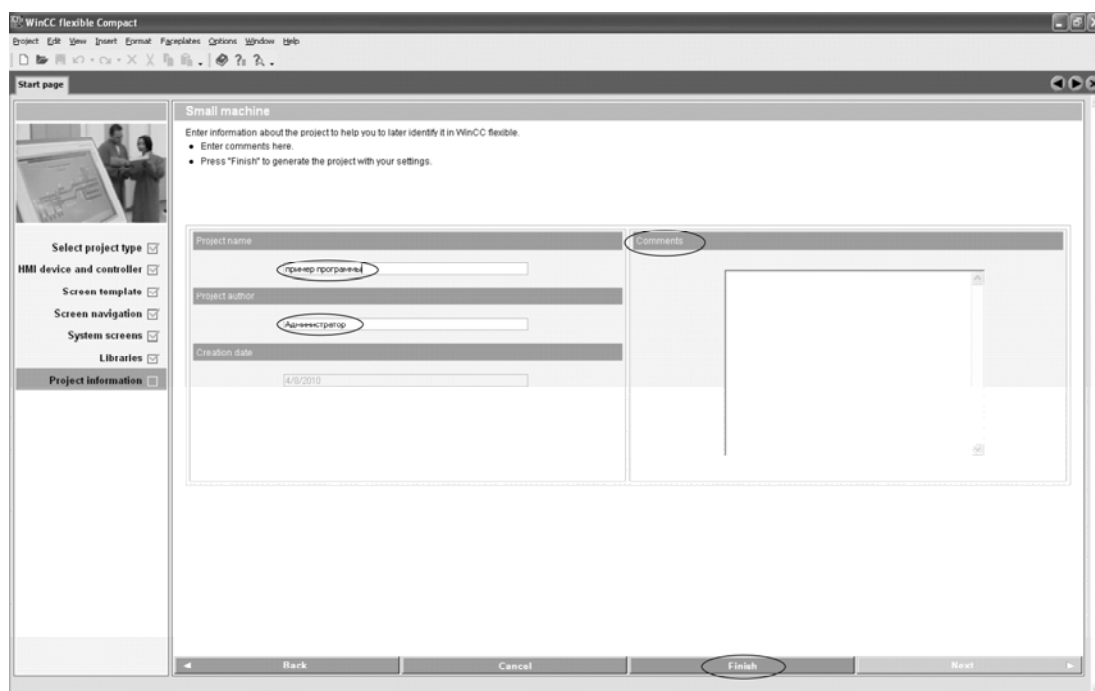 WinCC flexible Compact
Project Edit View Insert Format Faceplates Options Window Help
Start page
Small machine
Enter information about the project to help you to later identify it in WinCC flexible.
• Enter comments here.
• Press "Finish" to generate the project with your settings.
Select project type
HMI device and controller
Screen template
Screen navigation
System screens
Libraries
Project information
Project name
пример программы
Project author
Администратор
Creation date
4/8/2010
Comments
Back Cancel Finish Next